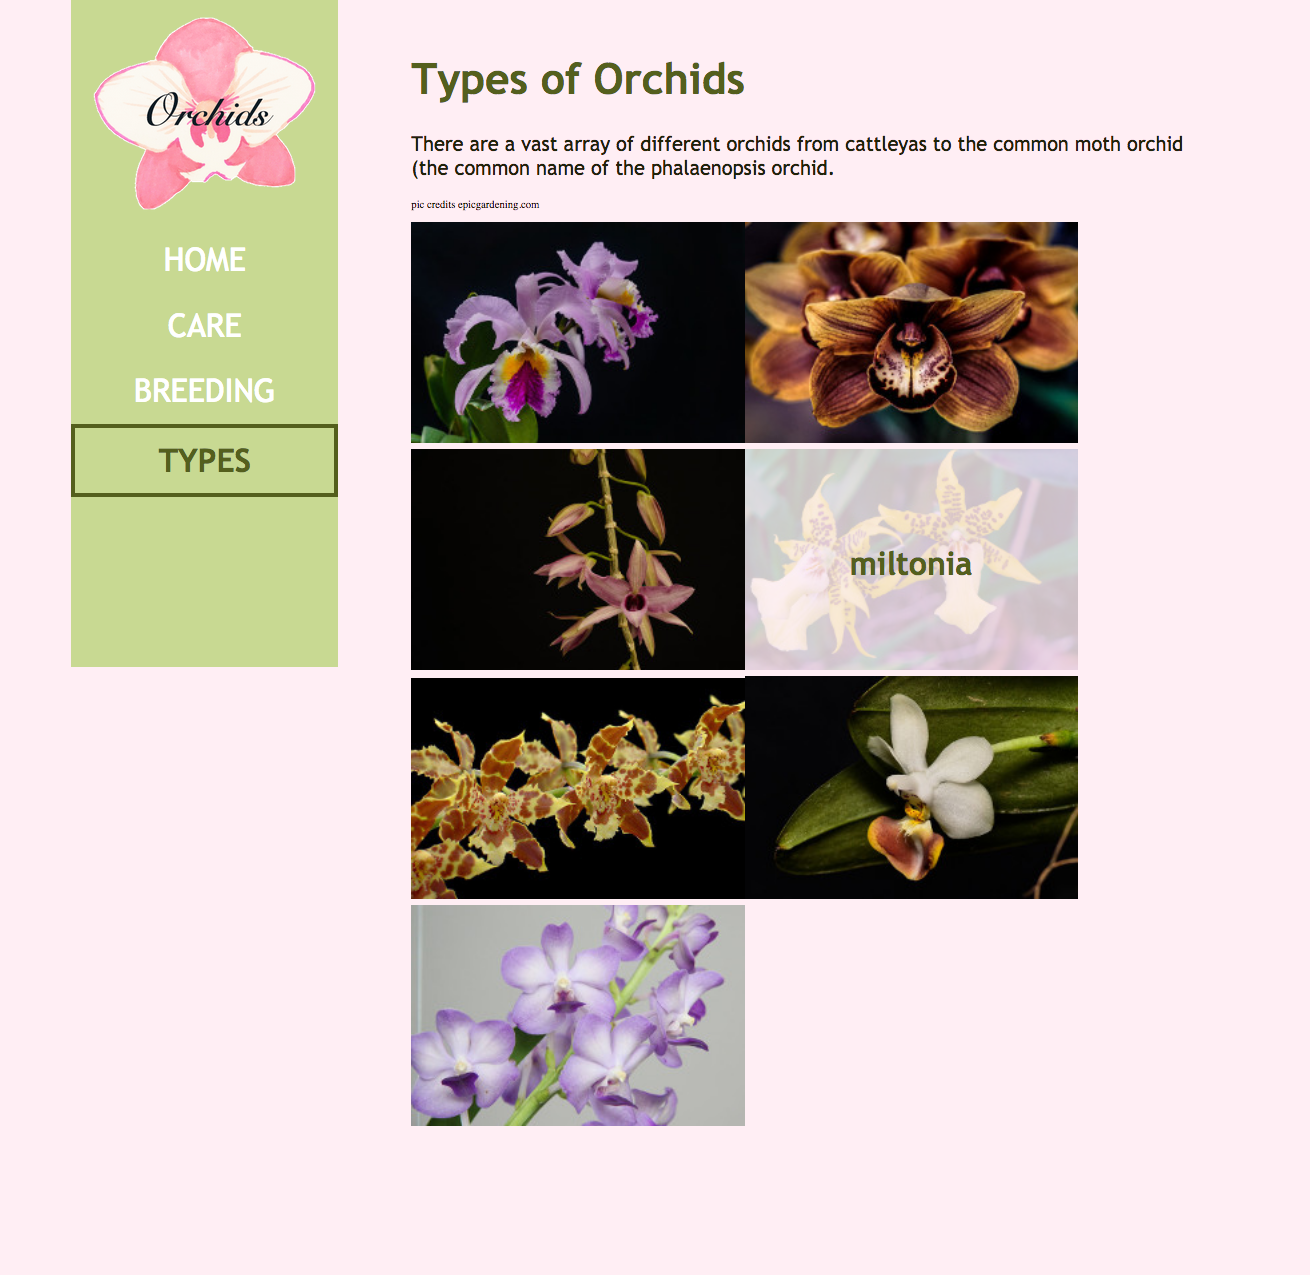 Orchids
HOME
CARE
BREEDING
TYPES
Types of Orchids
There are a vast array of different orchids from cattleyas to the common moth orchid
(the common name of the phalaenopsis orchid.
pic credits epicgardening.com
miltonia